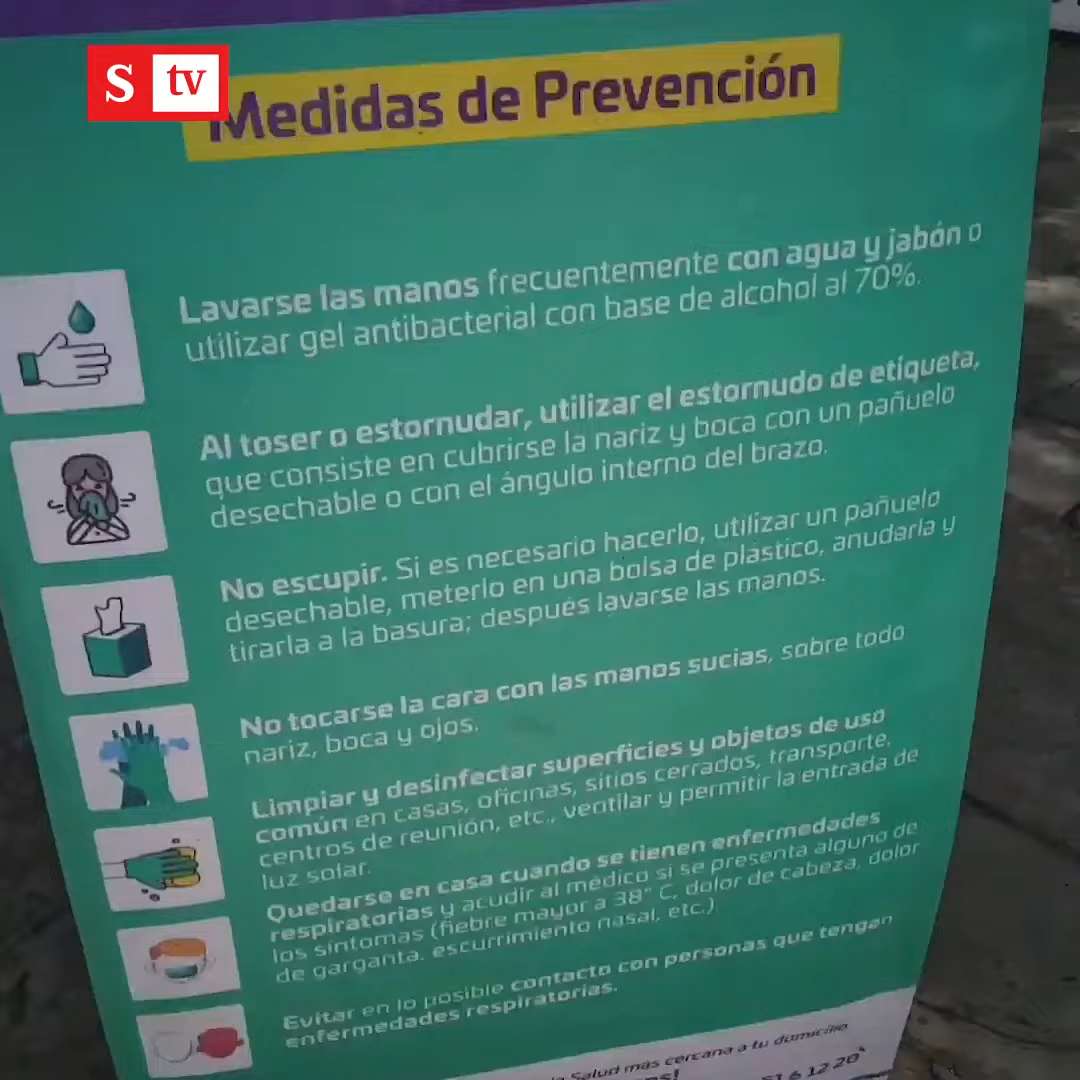 S tv
Medidas de Prevención
Lavarse las manos frecuentemente con agua y jabón o
utilizar gel antibacterial con base de alcohol al 70%.
Al toser o estornudar, utilizar el estornudo de etiqueta,
que consiste en cubrirse la nariz y boca con un pañuelo
desechable o con el ángulo interno del brazo.
No escupir. Si es necesario hacerlo, utilizar un pañuelo
desechable, meterlo en una bolsa de plástico, anudarla y
tirarla a la basura; después lavarse las manos.
No tocarse la cara con las manos sucias, sobre todo
nariz, boca y ojos.
Limpiar y desinfectar superficies y objetos de uso
común en casas, oficinas, sitios cerrados, transporte,
centros de reunión, etc., ventilar y permitir la entrada de
luz solar.
Quedarse en casa cuando se tienen enfermedades
respiratorias y acudir al médico si se presenta alguno de
los síntomas (fiebre mayor a 38° C, dolor de cabeza, dolor
de garganta, escurrimiento nasal, etc.)
Evitar en lo posible contacto con personas que tengan
enfermedades respiratorias.
Salud más cercana a tu domicilio
6 12 20